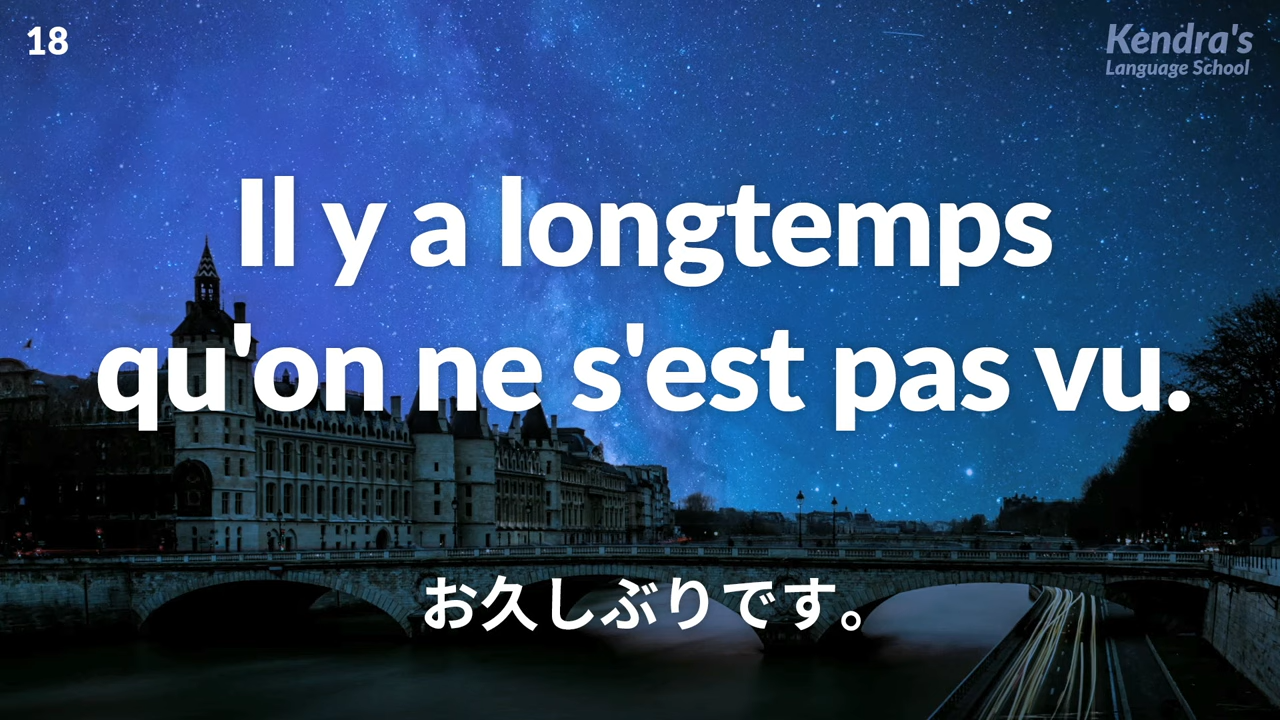 18
Kendra's
Language School
Il y a longtemps
qu'on ne s'est pas vu.
お久しぶりです。